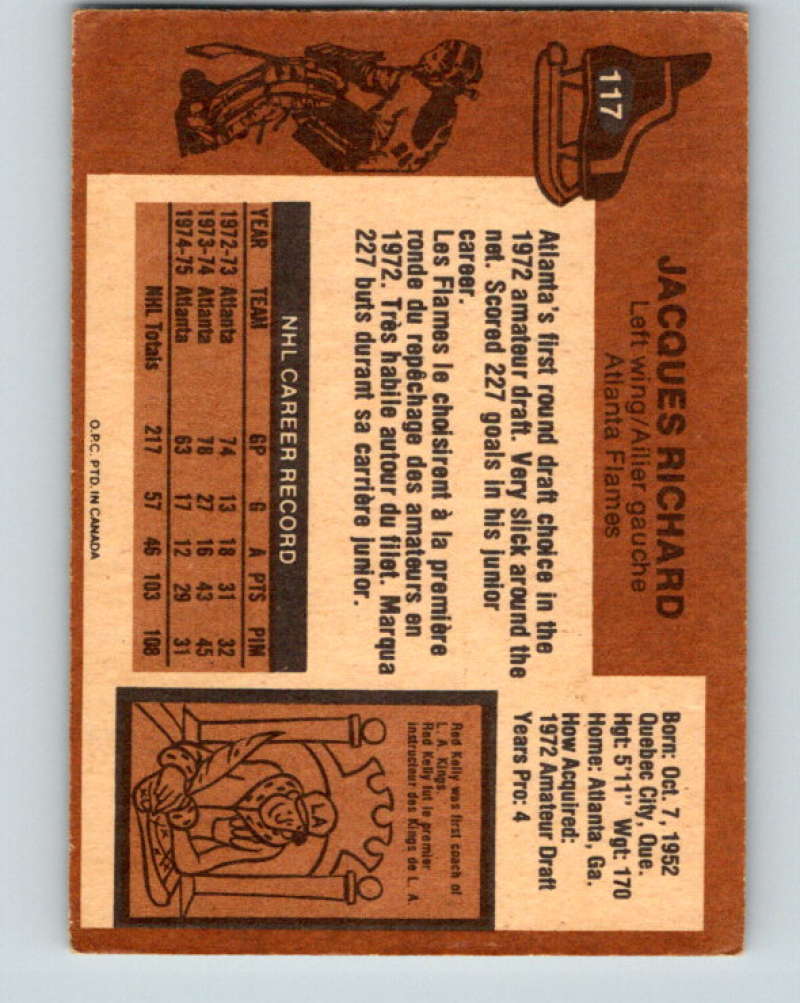 117
JACQUES RICHARD
Left wing/Ailier gauche
Atlanta Flames
Born: Oct. 7, 1952
Quebec City, Que.
Hgt: 5'11" Wgt: 170
Home: Atlanta, Ga.
How Acquired:
1972 Amateur Draft
Years Pro: 4
Atlanta's first round draft choice in the
1972 amateur draft. Very slick around the
net. Scored 227 goals in his junior
career.
Les Flames le choisirent à la première
ronde du repêchage des amateurs en
1972. Très habile autour du filet. Marqua
227 buts durant sa carrière junior.
NHL CAREER RECORD
YEAR TEAM GP G A PTS PIM
1972-73 Atlanta 74 13 18 31 32
1973-74 Atlanta 78 27 16 43 45
1974-75 Atlanta 63 17 12 29 31
NHL Totals 217 57 46 103 108
Red Kelly was first coach of
L. A. Kings.
Red Kelly fut le premier
instructeur des Kings de L. A.
LA
O.P.C. PTD. IN CANADA